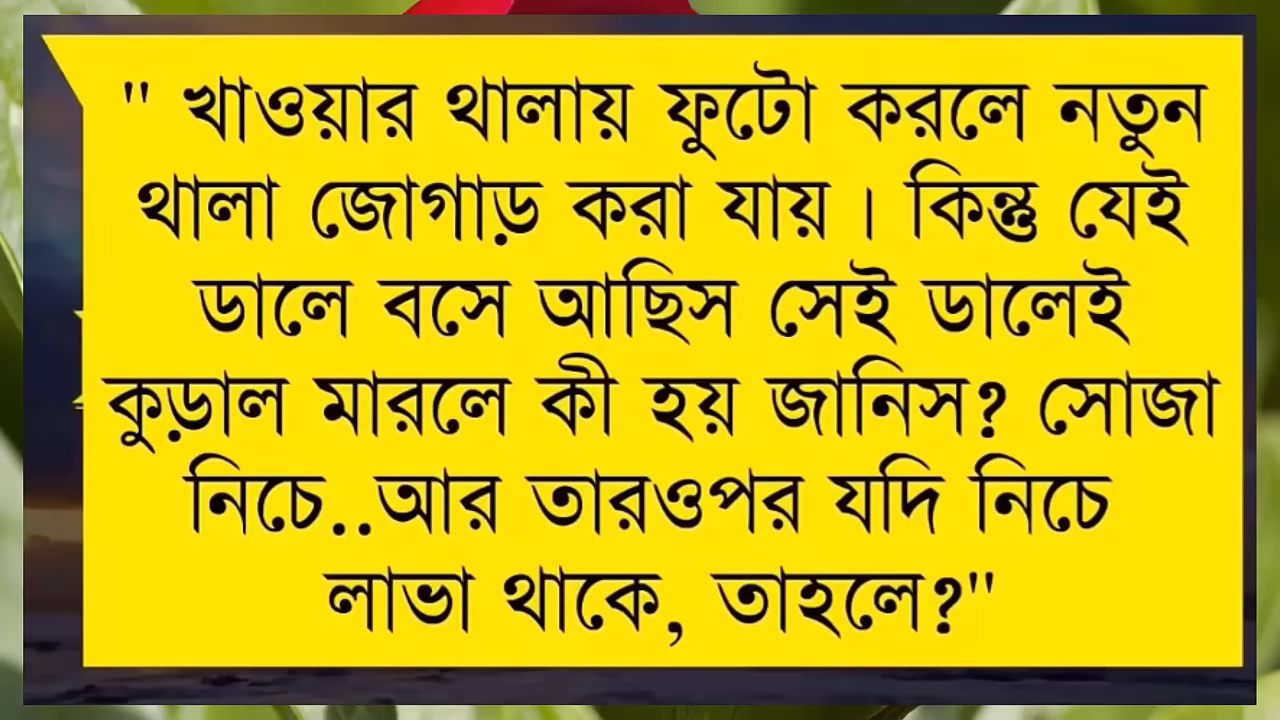 " খাওয়ার থালায় ফুটো করলে নতুন
থালা জোগাড় করা যায় । কিন্তু যেই
ডালে বসে আছিস সেই ডালেই
কুড়াল মারলে কী হয় জানিস? সোজা
নিচে..আর তারওপর যদি নিচে
লাভা থাকে, তাহলে?"